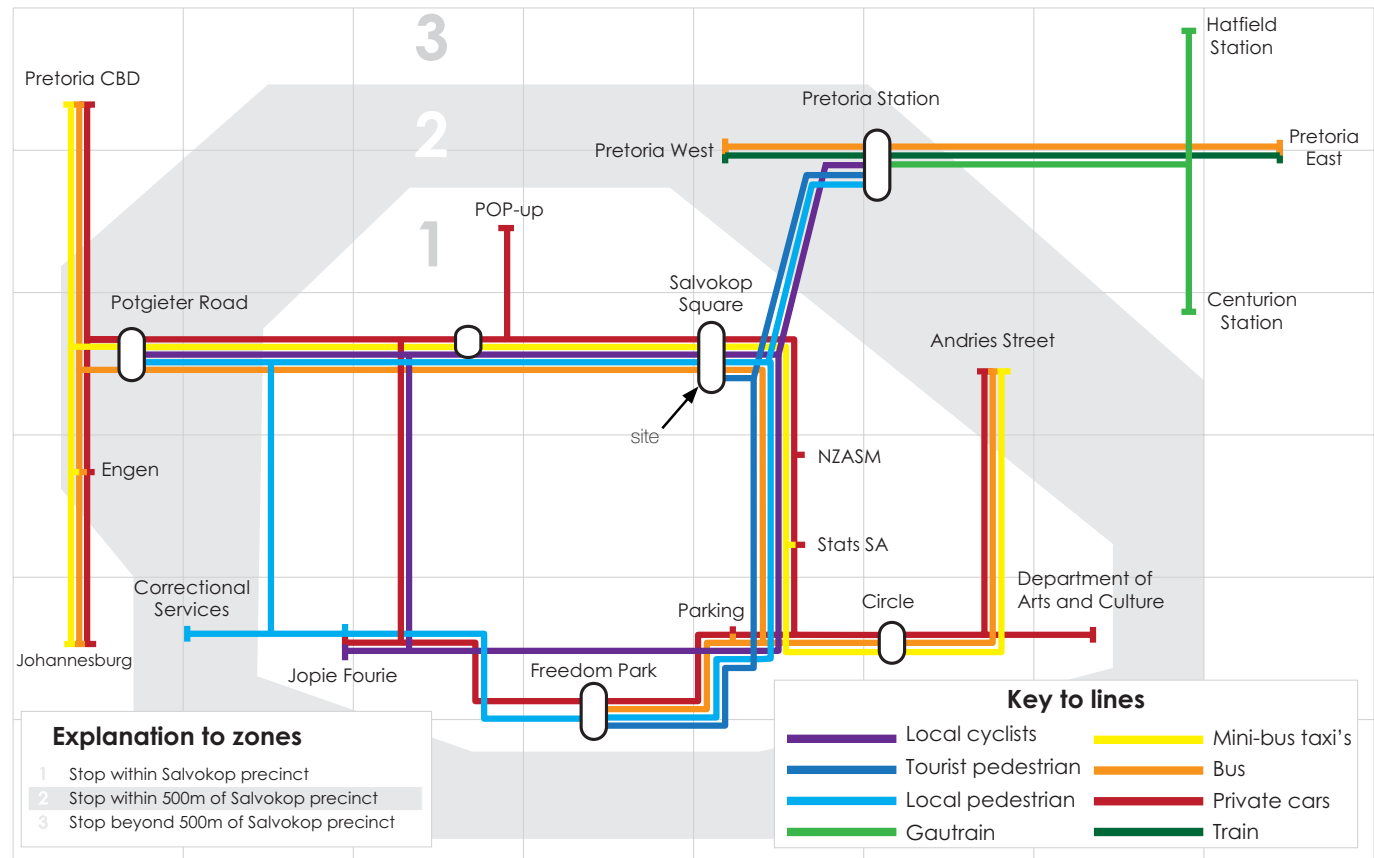 3
Hatfield
Station
Pretoria CBD
Pretoria Station
2
Pretoria West
Pretoria
East
POP-up
1
Salvokop
Square
Potgieter Road
Centurion
Station
Andries Street
site
NZASM
Engen
Stats SA
Correctional
Services
Department of
Arts and Culture
Parking
Circle
Johannesburg
Jopie Fourie
Freedom Park
Explanation to zones
1 Stop within Salvokop precinct
2 Stop within 500m of Salvokop precinct
3 Stop beyond 500m of Salvokop precinct
Key to lines
Local cyclists
Tourist pedestrian
Local pedestrian
Gautrain
Mini-bus taxi's
Bus
Private cars
Train